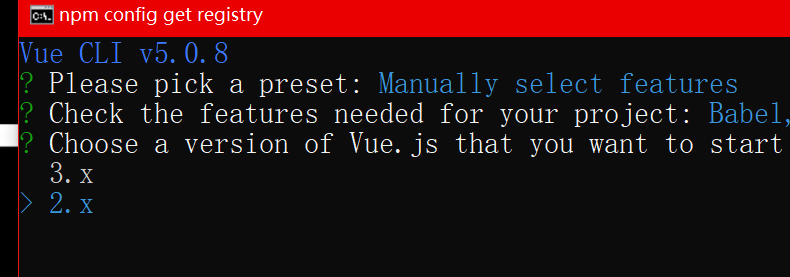 npm config get registry
Vue CLI v5.0.8
? Please pick a preset: Manually select features
? Check the features needed for your project: Babel,
? Choose a version of Vue.js that you want to start
3.x
> 2.x